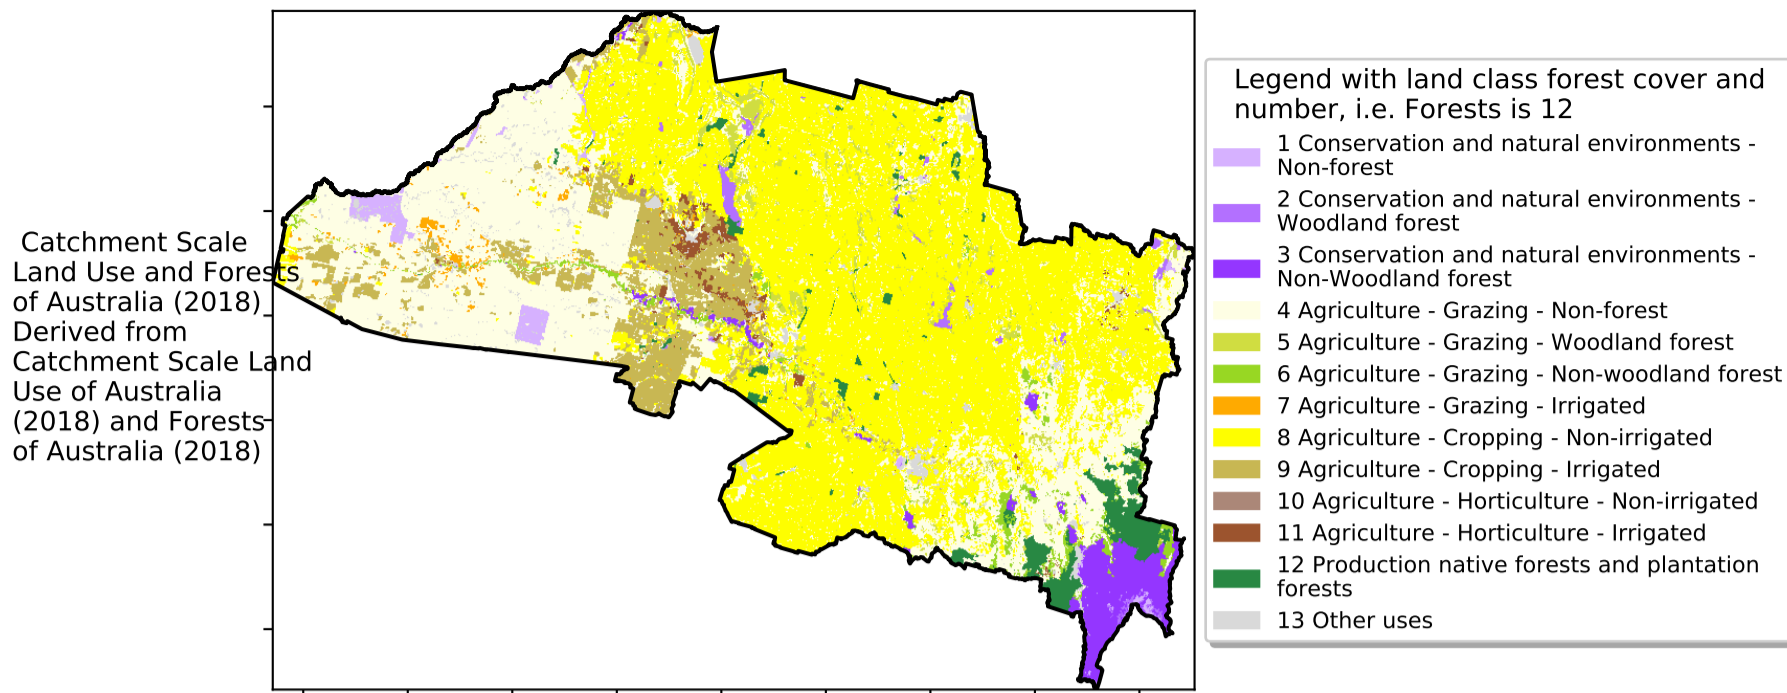 Catchment Scale
Land Use and Forests
of Australia (2018)
Derived from
Catchment Scale Land
Use of Australia
(2018) and Forests
of Australia (2018)
Legend with land class forest cover and
number, i.e. Forests is 12
1 Conservation and natural environments -
Non-forest
2 Conservation and natural environments -
Woodland forest
3 Conservation and natural environments -
Non-Woodland forest
4 Agriculture - Grazing - Non-forest
5 Agriculture - Grazing - Woodland forest
6 Agriculture - Grazing - Non-woodland forest
7 Agriculture - Grazing - Irrigated
8 Agriculture - Cropping - Non-irrigated
9 Agriculture - Cropping - Irrigated
10 Agriculture - Horticulture - Non-irrigated
11 Agriculture - Horticulture - Irrigated
12 Production native forests and plantation
forests
13 Other uses